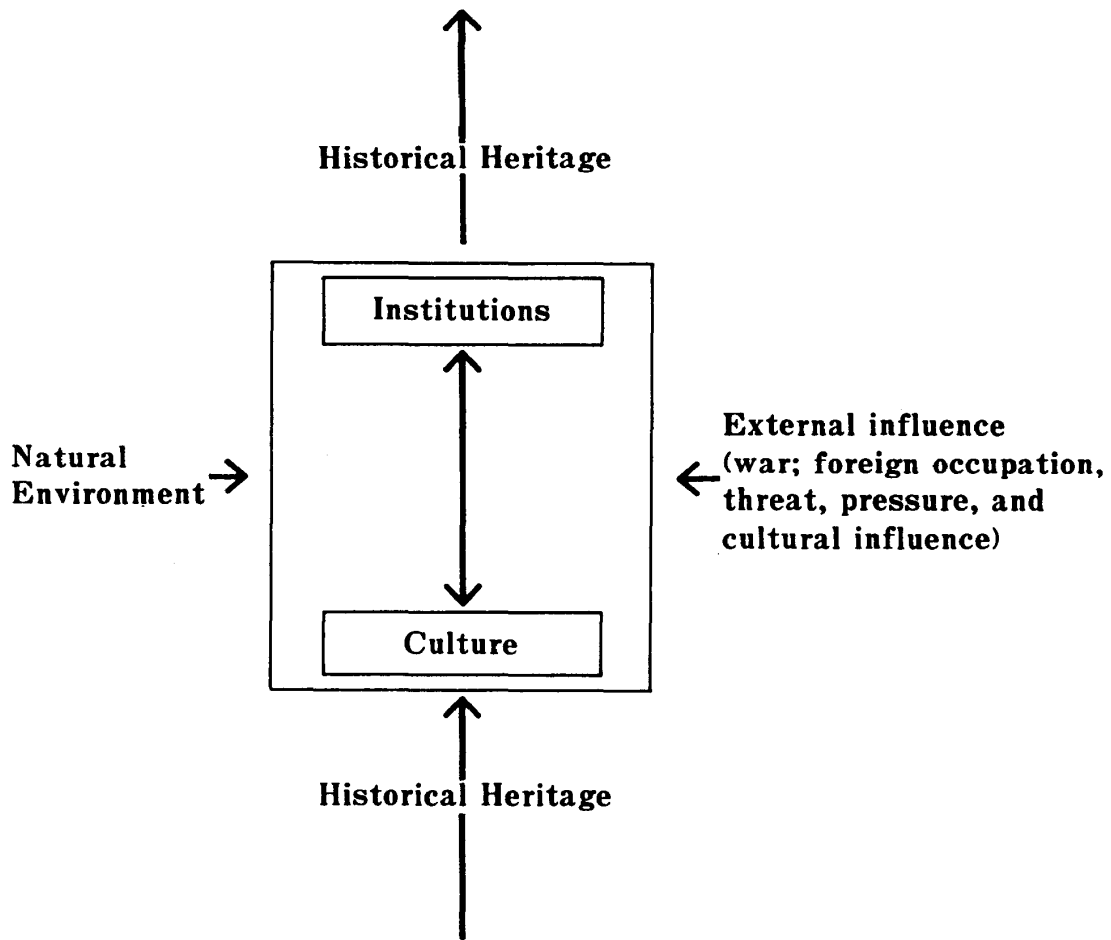 Historical Heritage
Institutions
Natural
Environment
External influence
(war; foreign occupation,
threat, pressure, and
cultural influence)
Culture
Historical Heritage